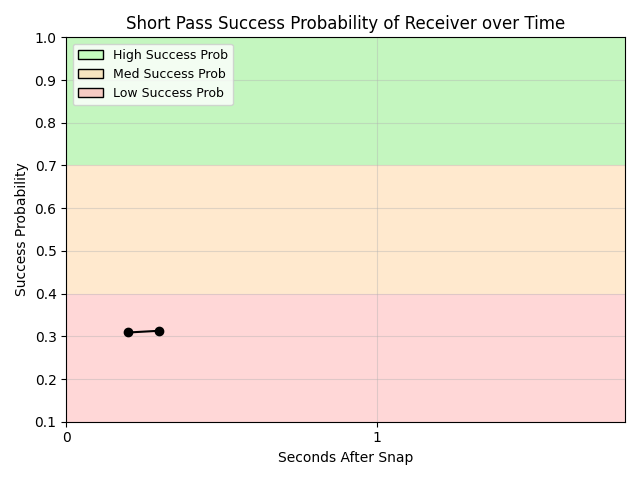 Short Pass Success Probability of Receiver over Time
1.0
High Success Prob
Med Success Prob
Low Success Prob
0.9
0.8
0.7
0.6
0.5
0.4
0.3
0.2
0.1
Success Probability
0 1
Seconds After Snap